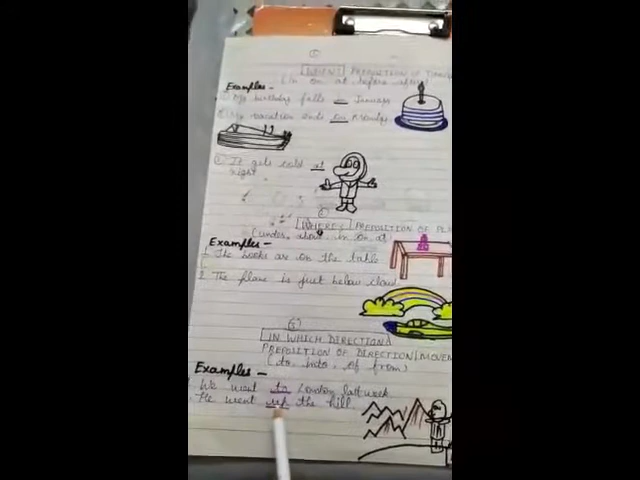 WHEN? PREPOSITION OF
(in on at before after)
Examples -
My birthday falls in January
My vacation ends on Monday
It gets cold at
night
WHERE? PREPOSITION OF
(under, above in on at)
Examples -
1. The books are on the table
2. The plane is just below cloud
IN WHICH DIRECTION
PREPOSITION OF DIRECTION/MOVEM
(to, into, of from)
Examples -
We went to London last week
He went up the hill